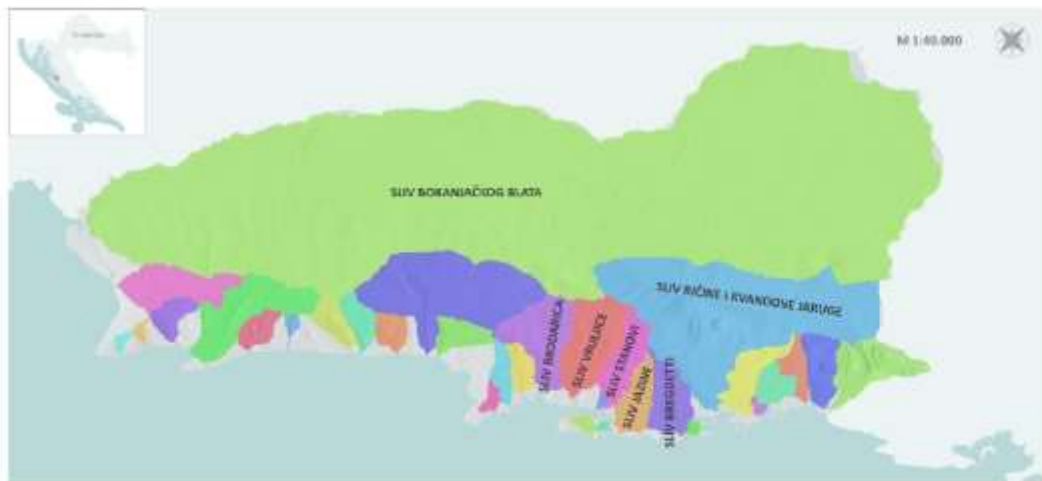 M 1:40.000
SLIV BOKANJAČKOG BLATA
SLIV RIČINE I KVANDOVE JARUGE
SLIV BRODARICA
SLIV VRULJICE
SLIV STANOVI
SLIV JAZINE
SLIV BREGDETTI